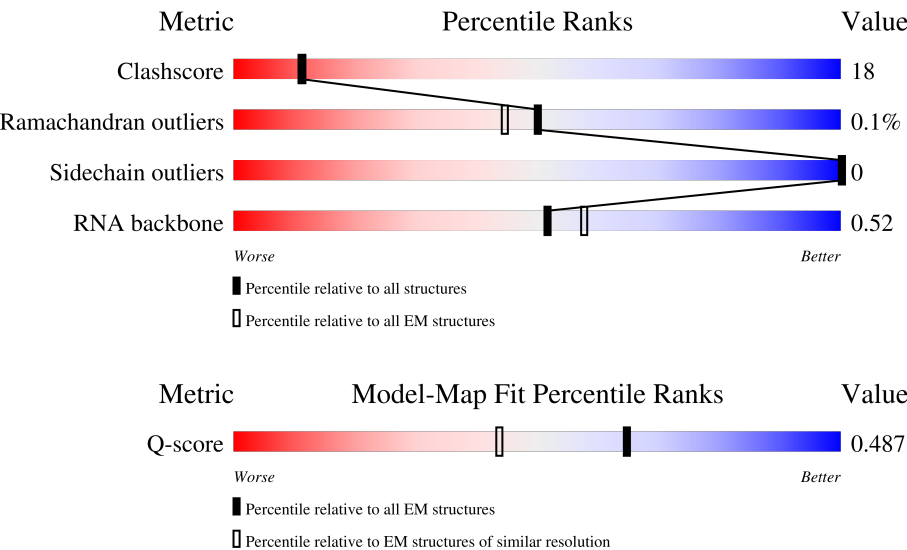 Metric Percentile Ranks Value
Clashscore 18
Ramachandran outliers 0.1%
Sidechain outliers 0
RNA backbone 0.52
Worse Better
Percentile relative to all structures
Percentile relative to all EM structures
Metric Model-Map Fit Percentile Ranks Value
Q-score 0.487
Worse Better
Percentile relative to all EM structures
Percentile relative to EM structures of similar resolution